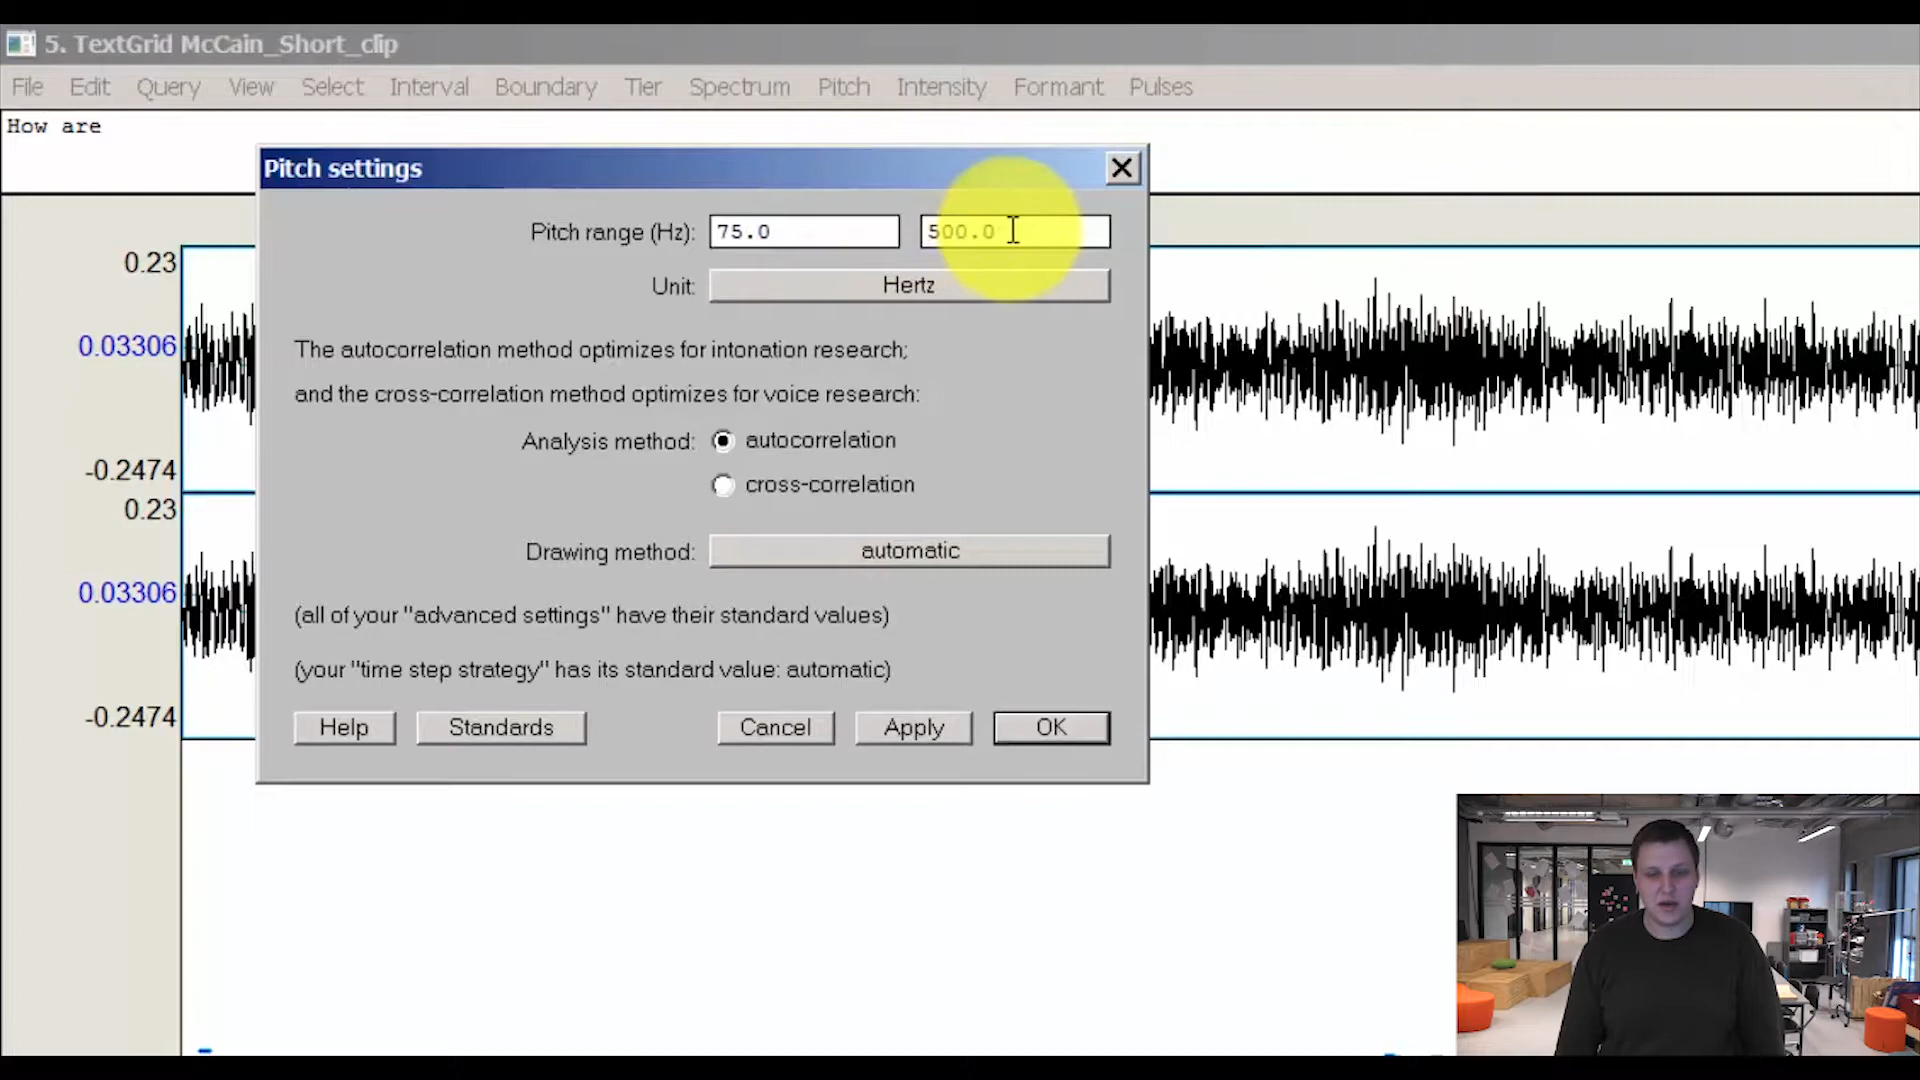 5. TextGrid McCain_Short_clip
File Edit Query View Select Interval Boundary Tier Spectrum Pitch Intensity Formant Pulses
How are
Pitch settings
Pitch range (Hz): 75.0 500.0
Unit: Hertz
The autocorrelation method optimizes for intonation research;
and the cross-correlation method optimizes for voice research:
Analysis method: autocorrelation
cross-correlation
Drawing method: automatic
(all of your "advanced settings" have their standard values)
(your "time step strategy" has its standard value: automatic)
Help Standards Cancel Apply OK
0.23
0.03306
-0.2474
0.23
0.03306
-0.2474